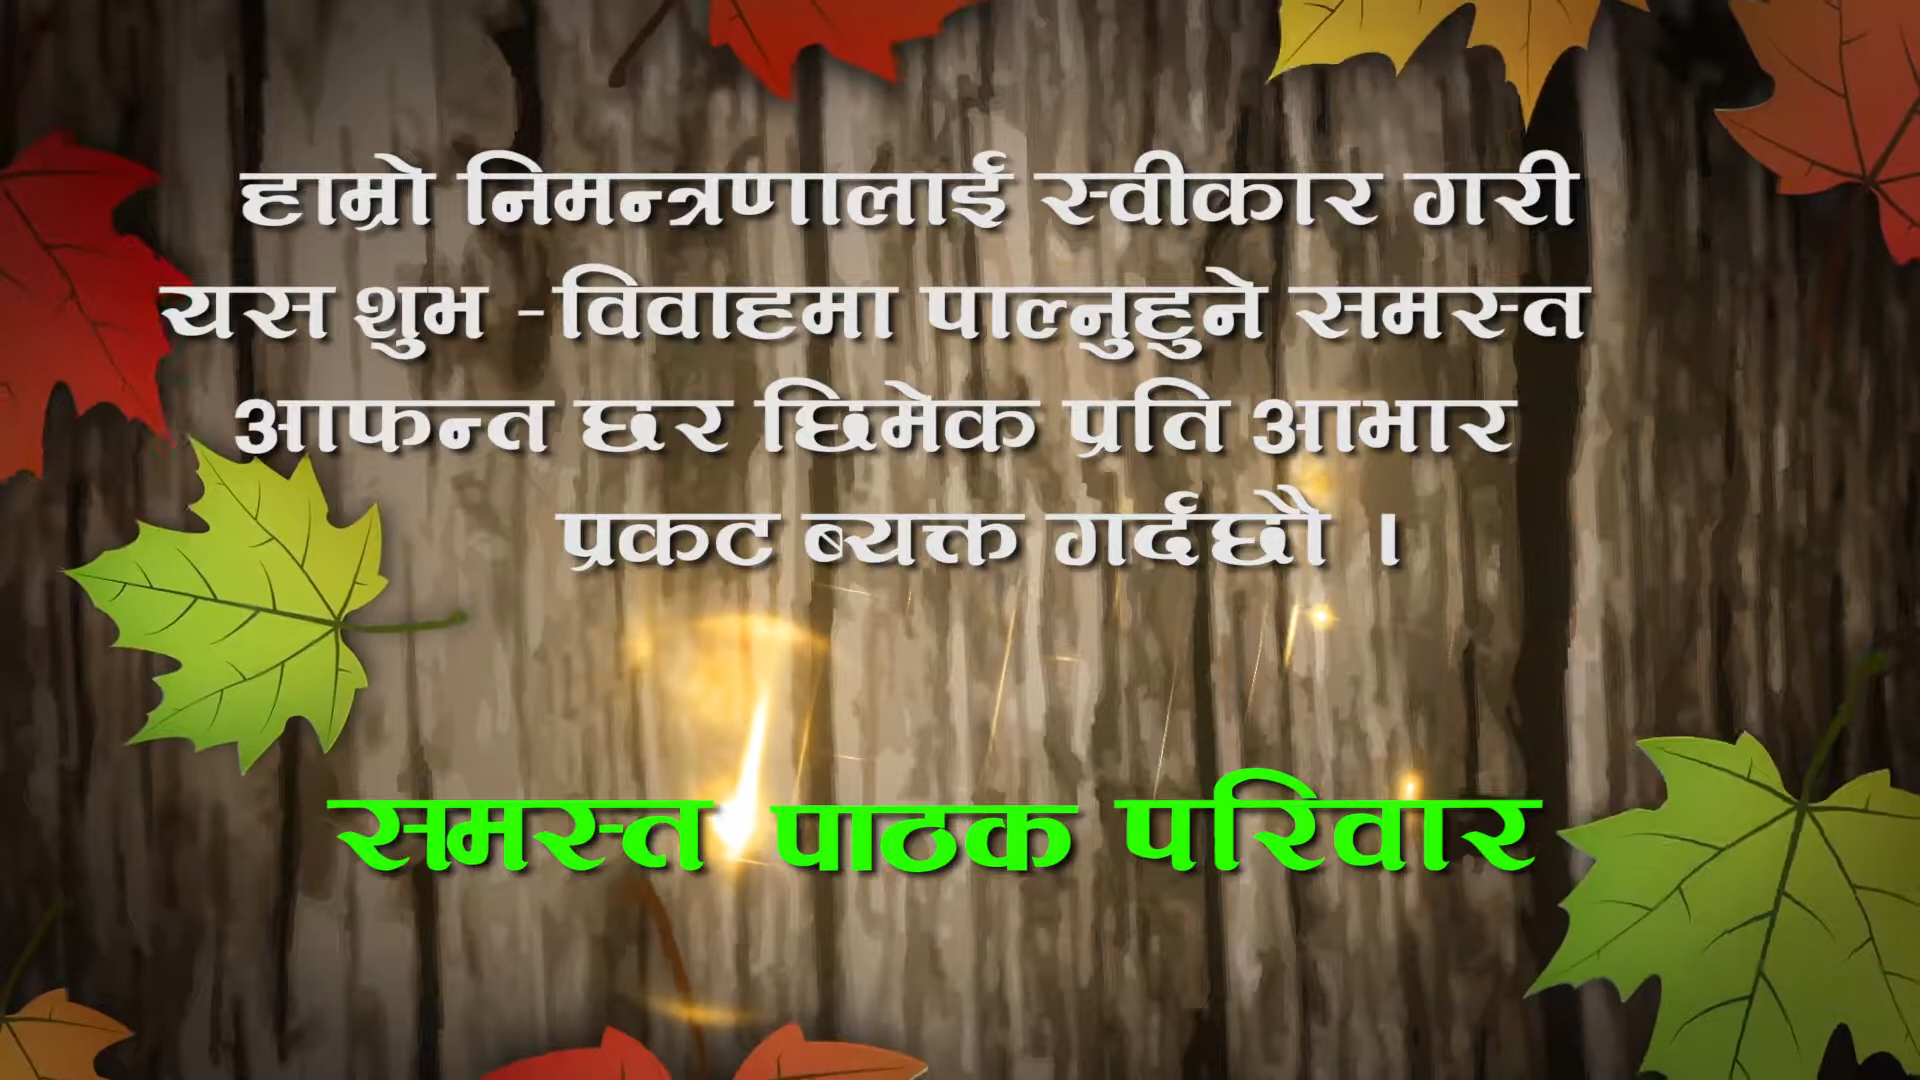 हाम्रो निमन्त्रणालाई स्वीकार गरी
यस शुभ -विवाहमा पाल्नुहुने समस्त
आफन्त छर छिमेक प्रति आभार
प्रकट ब्यक्त गर्दछौ ।
समस्त पाठक परिवार